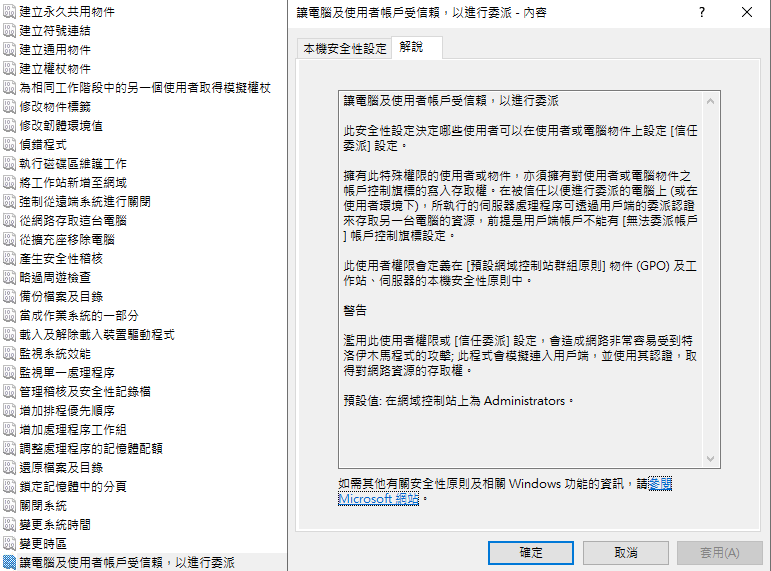 建立永久共用物件
建立符號連結
建立通用物件
建立權杖物件
為相同工作階段中的另一個使用者取得模擬權杖
修改物件標籤
修改韌體環境值
偵錯程式
執行磁碟區維護工作
將工作站新增至網域
強制從遠端系統進行關閉
從網路存取這台電腦
從擴充座移除電腦
產生安全性稽核
略過周遊檢查
備份檔案及目錄
當成作業系統的一部分
載入及解除載入裝置驅動程式
監視系統效能
監視單一處理程序
管理稽核及安全性記錄檔
增加排程優先順序
增加處理程序工作組
調整處理程序的記憶體配額
還原檔案及目錄
鎖定記憶體中的分頁
關閉系統
變更系統時間
變更時區
讓電腦及使用者帳戶受信賴，以進行委派
讓電腦及使用者帳戶受信賴，以進行委派 - 內容
本機安全性設定 解說
讓電腦及使用者帳戶受信賴，以進行委派
此安全性設定決定哪些使用者可以在使用者或電腦物件上設定 [信任
委派] 設定。
擁有此特殊權限的使用者或物件，亦須擁有對使用者或電腦物件之
帳戶控制旗標的寫入存取權。在被信任以便進行委派的電腦上 (或在
使用者環境下)，所執行的伺服器處理程序可透過用戶端的委派認證
來存取另一台電腦的資源，前提是用戶端帳戶不能有 [無法委派帳戶
] 帳戶控制旗標設定。
此使用者權限會定義在 [預設網域控制站群組原則] 物件 (GPO) 及工
作站、伺服器的本機安全性原則中。
警告
濫用此使用者權限或 [信任委派] 設定，會造成網路非常容易受到特
洛伊木馬程式的攻擊; 此程式會模擬連入用戶端，並使用其認證，取
得對網路資源的存取權。
預設值: 在網域控制站上為 Administrators。
如需其他有關安全性原則及相關 Windows 功能的資訊，請參閱
Microsoft 網站。
確定 取消 套用(A)